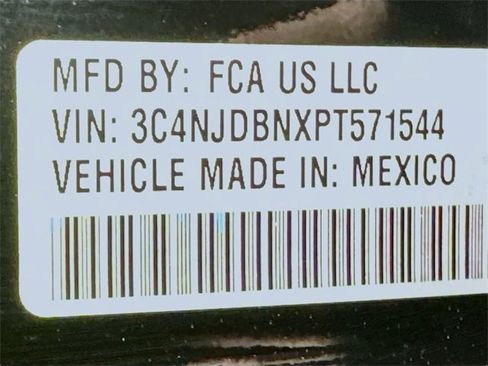 MFD BY: FCA US LLC
VIN: 3C4NJDBNXPT571544
VEHICLE MADE IN: MEXICO